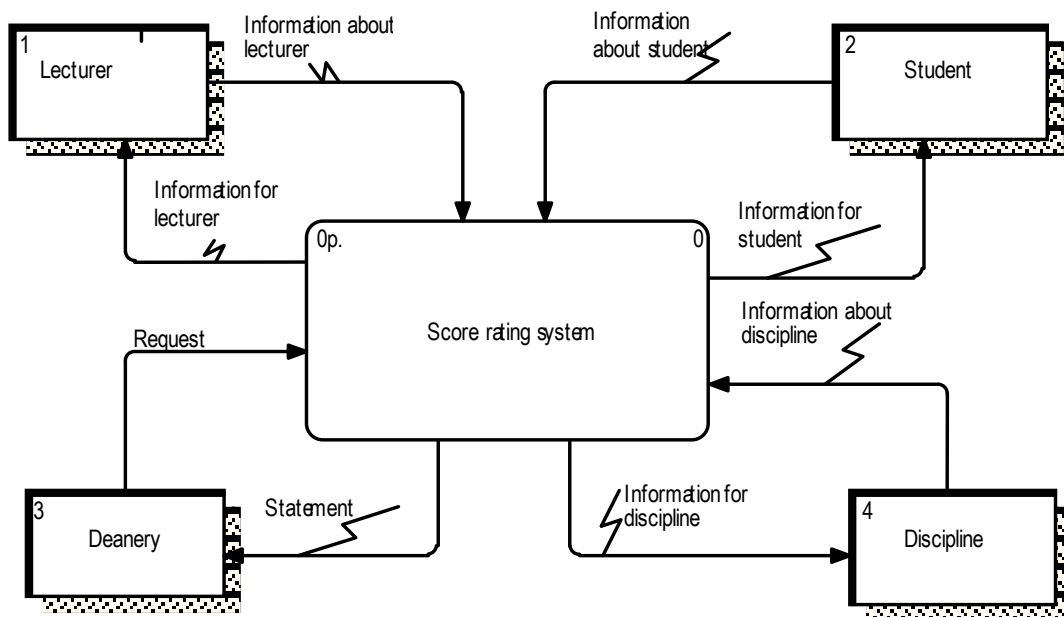 1
Lecturer
Information about
lecturer
Information
about student
2
Student
Information for
lecturer
0p.
0
Information for
student
Score rating system
Request
Information about
discipline
3
Deanery
Statement
Information for
discipline
4
Discipline